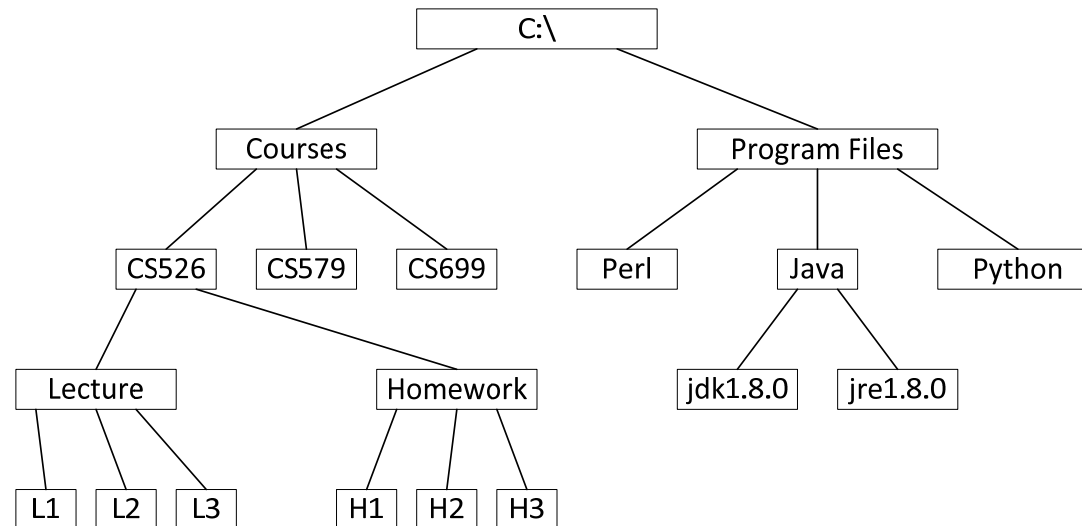 C:\
Courses
Program Files
CS526
CS579
CS699
Perl
Java
Python
Lecture
Homework
jdk1.8.0
jre1.8.0
L1
L2
L3
H1
H2
H3